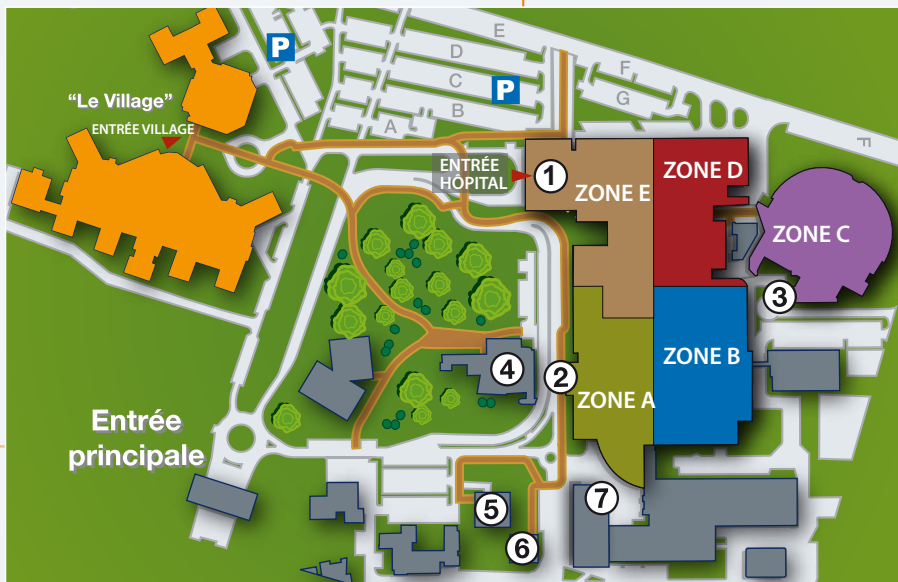 E
P
D
F
C
P
G
"Le Village"
B
A
ENTRÉE VILLAGE
F
ENTRÉE
HÔPITAL
1
ZONE E
ZONE D
ZONE C
3
ZONE B
4
2
ZONE A
Entrée
principale
7
5
6